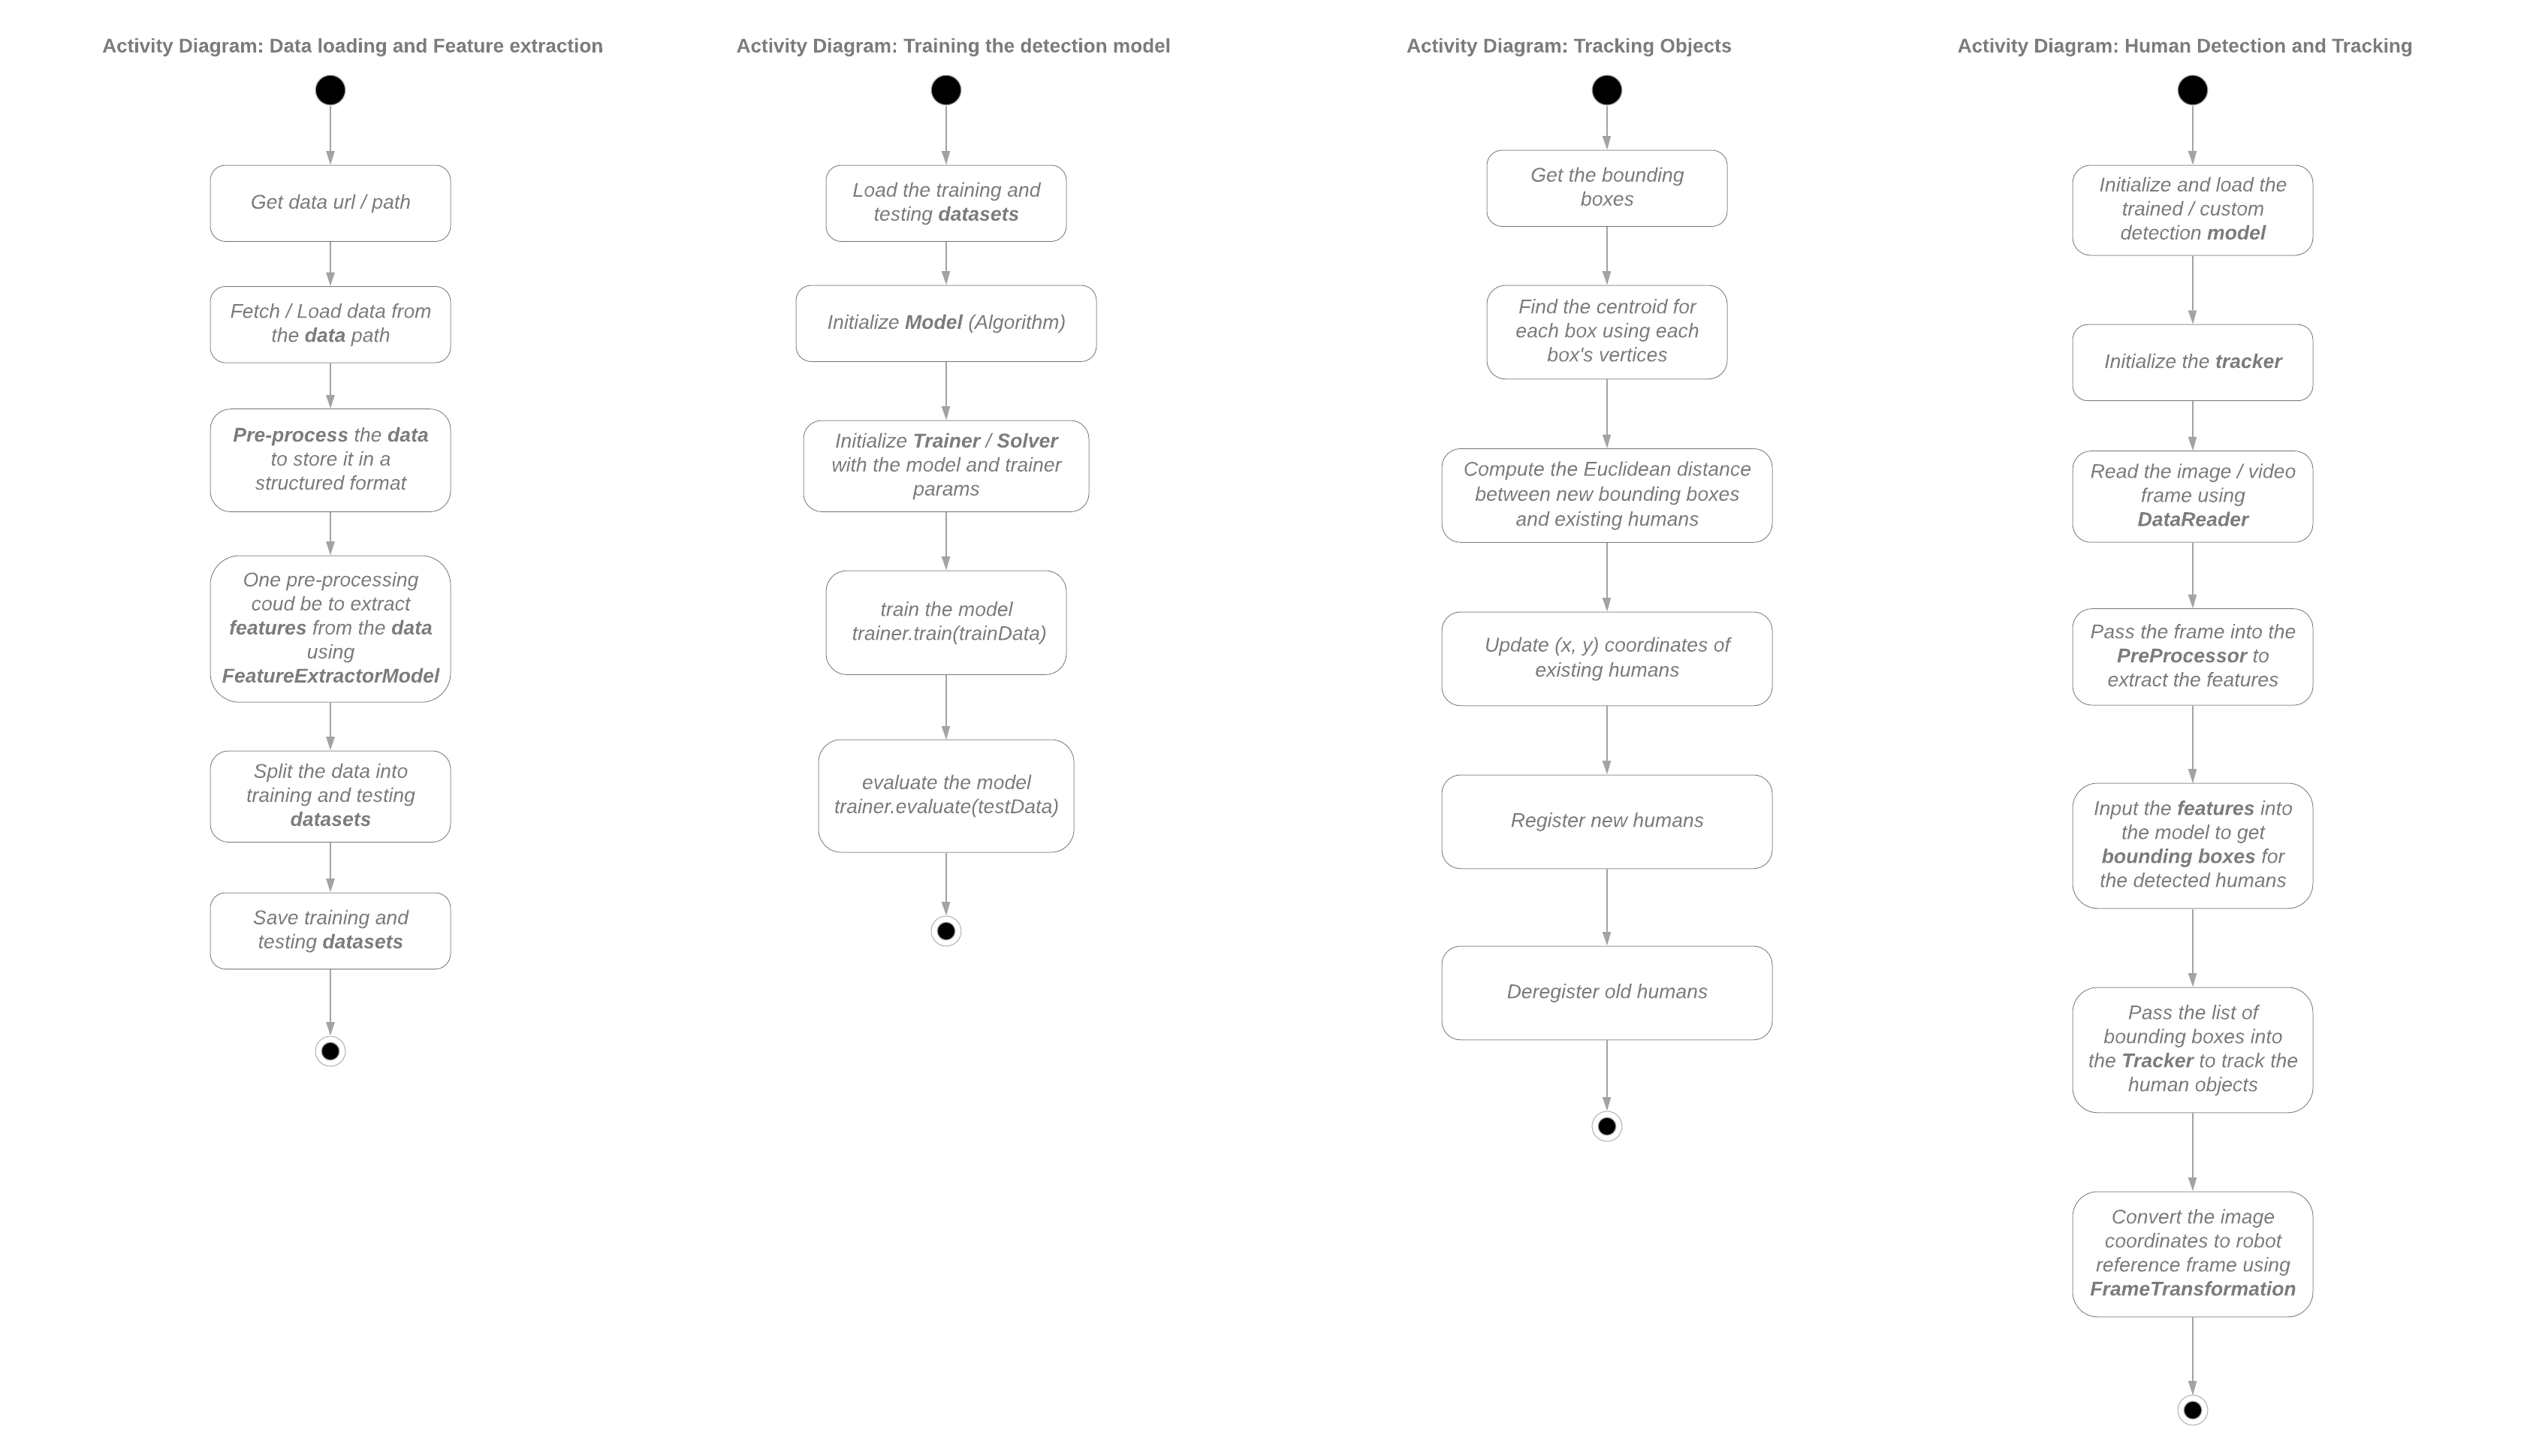 Activity Diagram: Data loading and Feature extraction
Get data url / path
Fetch / Load data from
the data path
Pre-process the data
to store it in a
structured format
One pre-processing
coud be to extract
features from the data
using
FeatureExtractorModel
Split the data into
training and testing
datasets
Save training and
testing datasets
Activity Diagram: Training the detection model
Load the training and
testing datasets
Initialize Model (Algorithm)
Initialize Trainer / Solver
with the model and trainer
params
train the model
trainer.train(trainData)
evaluate the model
trainer.evaluate(testData)
Activity Diagram: Tracking Objects
Get the bounding
boxes
Find the centroid for
each box using each
box's vertices
Compute the Euclidean distance
between new bounding boxes
and existing humans
Update (x, y) coordinates of
existing humans
Register new humans
Deregister old humans
Activity Diagram: Human Detection and Tracking
Initialize and load the
trained / custom
detection model
Initialize the tracker
Read the image / video
frame using
DataReader
Pass the frame into the
PreProcessor to
extract the features
Input the features into
the model to get
bounding boxes for
the detected humans
Pass the list of
bounding boxes into
the Tracker to track the
human objects
Convert the image
coordinates to robot
reference frame using
FrameTransformation